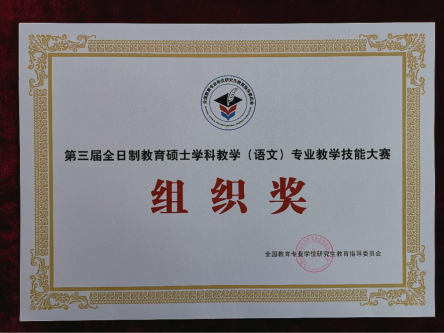 第三届全日制教育硕士学科教学（语文）专业教学技能大赛
组织奖
全国教育专业学位研究生教育指导委员会